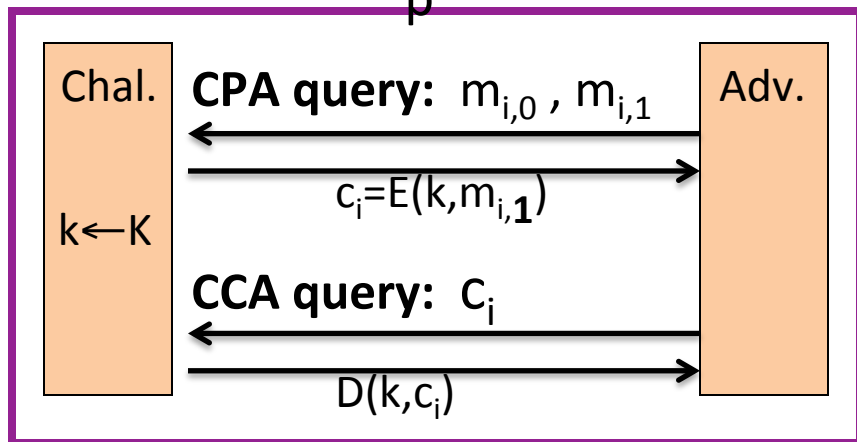 p
Chal.
CPA query: mᵢ,₀ , mᵢ,₁
Adv.
cᵢ=E(k,mᵢ,₁)
k←K
CCA query: cᵢ
D(k,cᵢ)